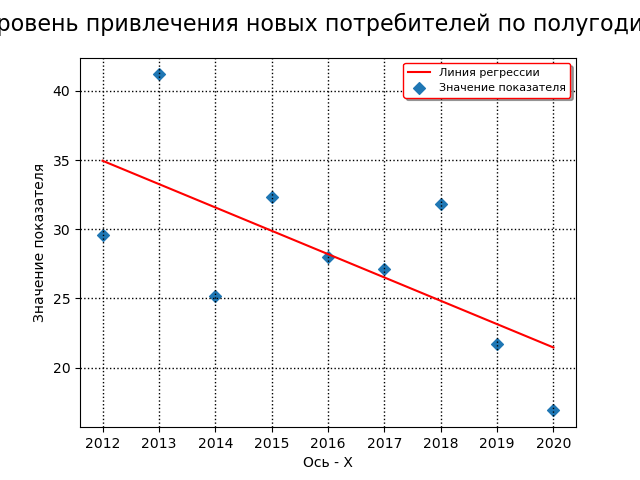 ровень привлечения новых потребителей по полугоди
Линия регрессии
Значение показателя
40
35
30
25
20
Значение показателя
2012 2013 2014 2015 2016 2017 2018 2019 2020
Ось - X